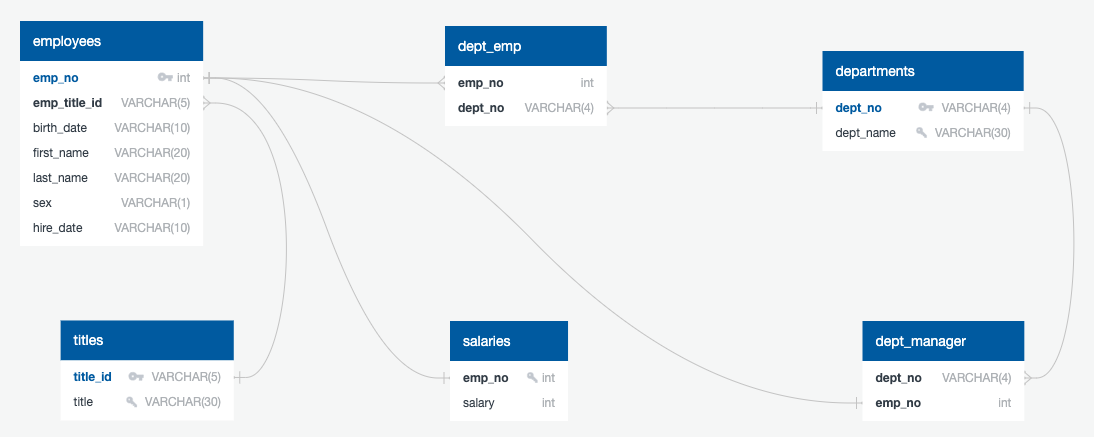 employees
emp_no int
emp_title_id VARCHAR(5)
birth_date VARCHAR(10)
first_name VARCHAR(20)
last_name VARCHAR(20)
sex VARCHAR(1)
hire_date VARCHAR(10)
dept_emp
emp_no int
dept_no VARCHAR(4)
departments
dept_no VARCHAR(4)
dept_name VARCHAR(30)
titles
title_id VARCHAR(5)
title VARCHAR(30)
salaries
emp_no int
salary int
dept_manager
dept_no VARCHAR(4)
emp_no int